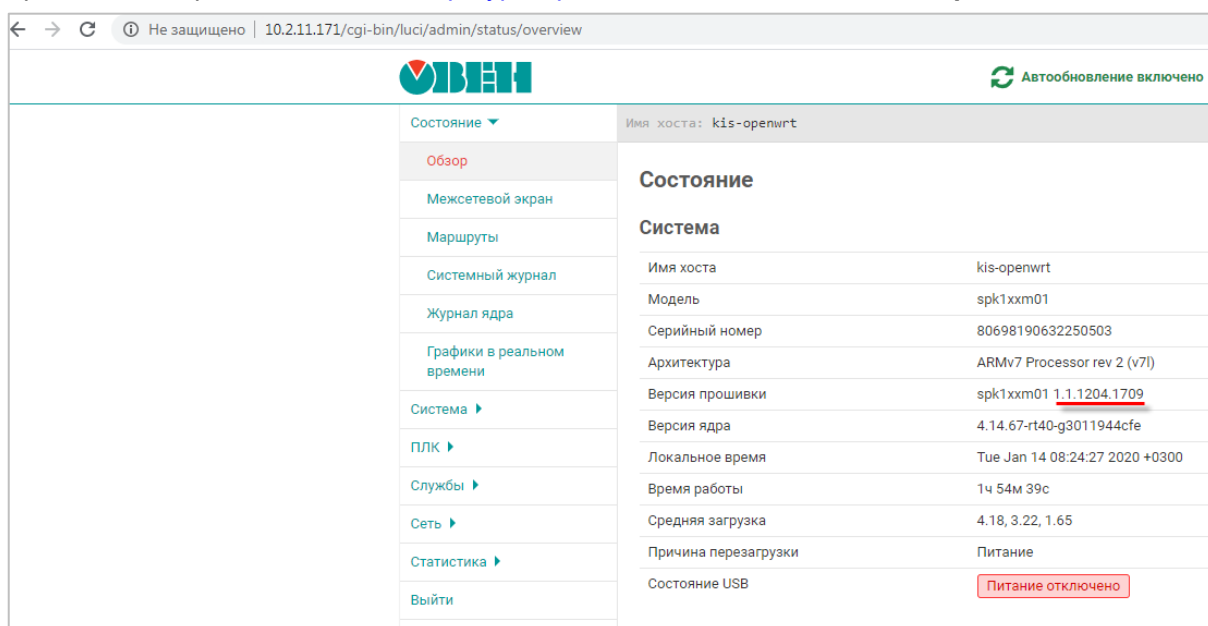 Не защищено | 10.2.11.171/cgi-bin/luci/admin/status/overview
ОВЕН
Автообновление включено
Состояние
Имя хоста: kis-openwrt
Обзор
Межсетевой экран
Маршруты
Системный журнал
Журнал ядра
Графики в реальном
времени
Система
ПЛК
Службы
Сеть
Статистика
Выйти
Состояние
Система
Имя хоста kis-openwrt
Модель spk1xxm01
Серийный номер 80698190632250503
Архитектура ARMv7 Processor rev 2 (v7l)
Версия прошивки spk1xxm01 1.1.1204.1709
Версия ядра 4.14.67-rt40-g3011944cfe
Локальное время Tue Jan 14 08:24:27 2020 +0300
Время работы 1ч 54м 39с
Средняя загрузка 4.18, 3.22, 1.65
Причина перезагрузки Питание
Состояние USB Питание отключено